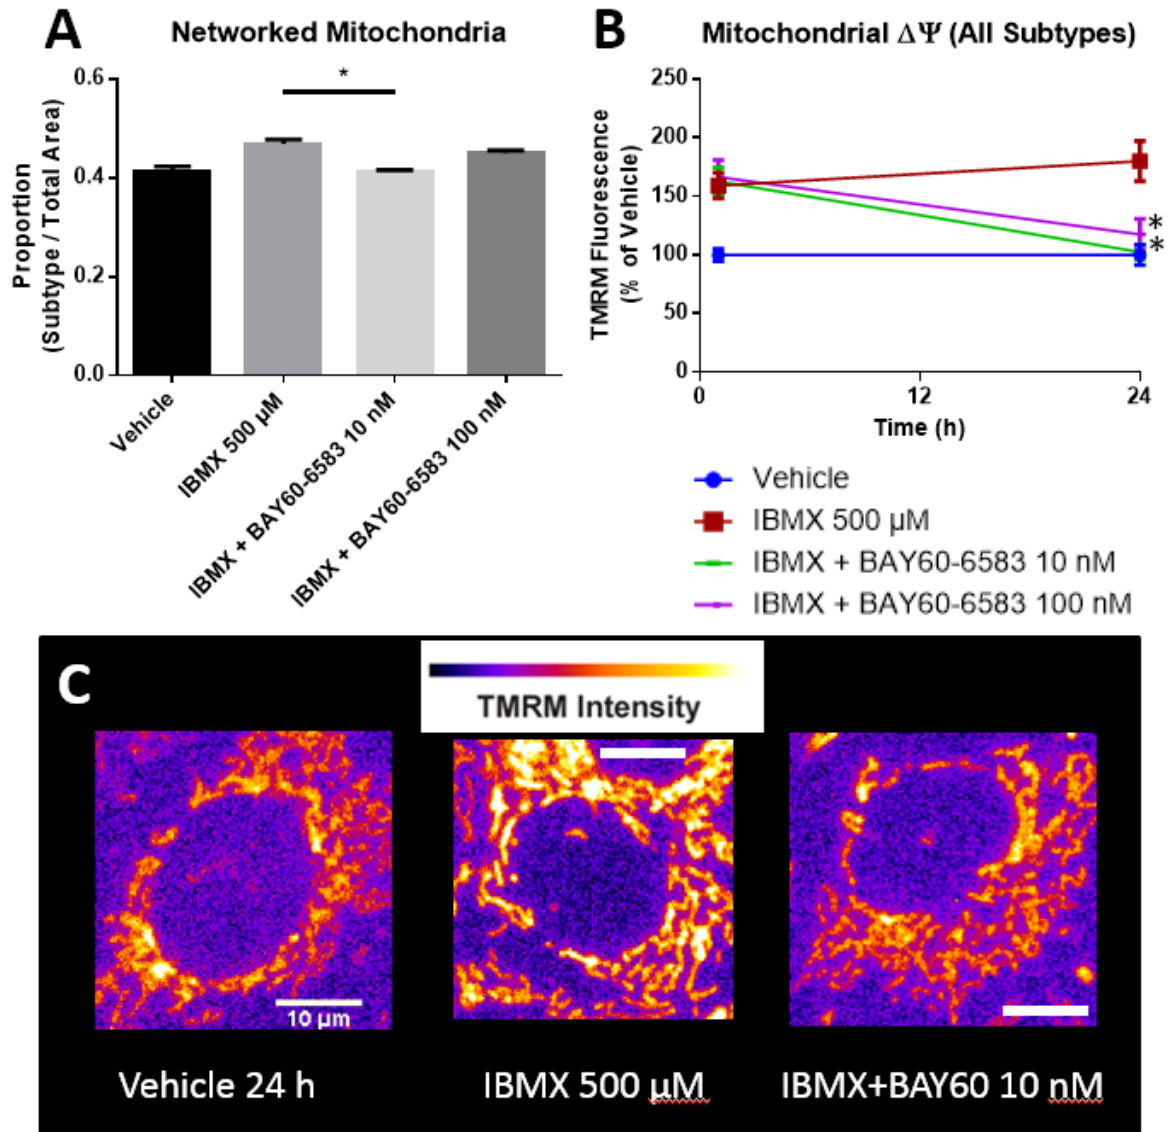 A
Networked Mitochondria
Proportion
(Subtype / Total Area)
0.6
0.4
0.2
0.0
*
Vehicle
IBMX 500 µM
IBMX + BAY60-6583 10 nM
IBMX + BAY60-6583 100 nM
B
Mitochondrial ΔΨ (All Subtypes)
TMRM Fluorescence
(% of Vehicle)
250
200
150
100
50
0
*
*
0
12
24
Time (h)
Vehicle
IBMX 500 µM
IBMX + BAY60-6583 10 nM
IBMX + BAY60-6583 100 nM
C
TMRM Intensity
10 µm
Vehicle 24 h
IBMX 500 µM
IBMX+BAY60 10 nM